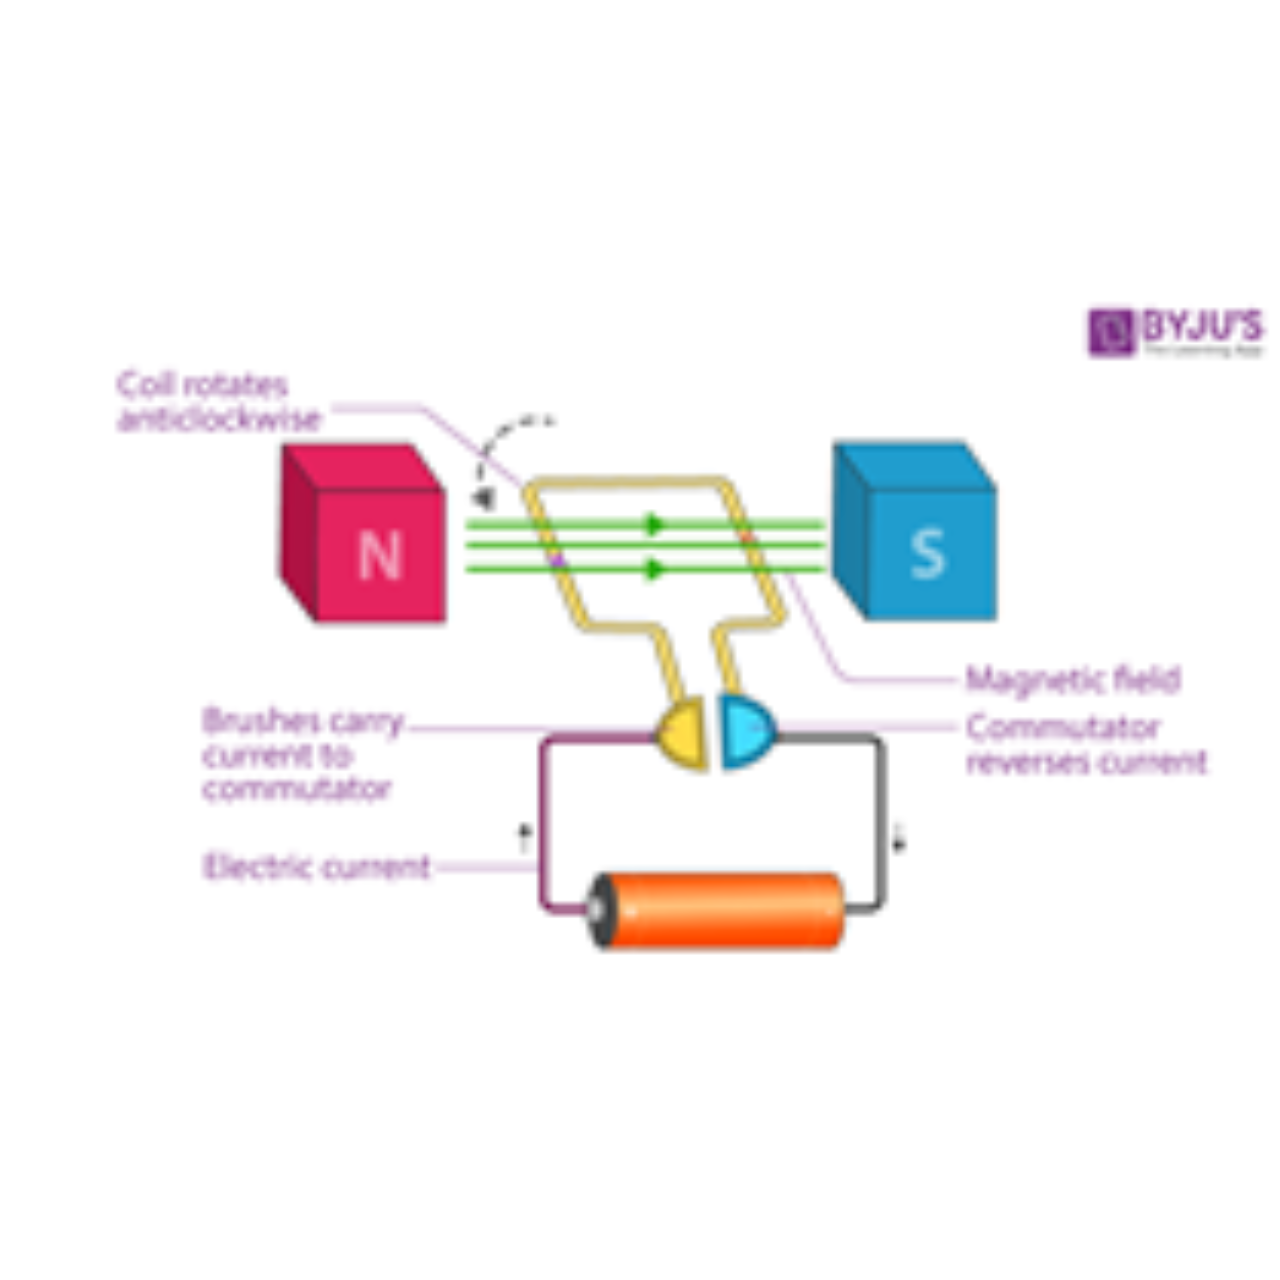 BYJU'S
The Learning App
Coil rotates
anticlockwise
N
S
Magnetic field
Brushes carry
current to
commutator
Commutator
reverses current
Electric current